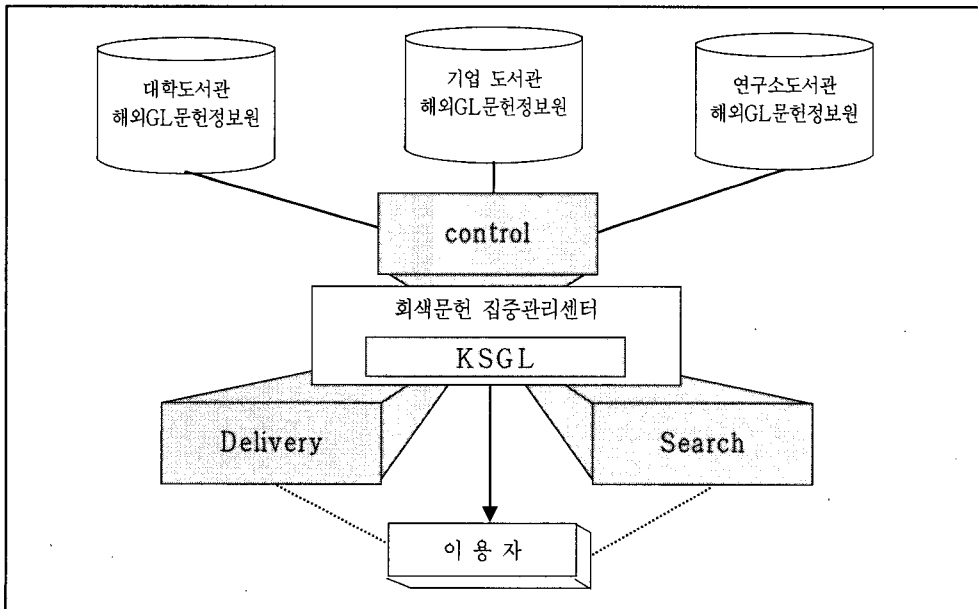 대학도서관
해외GL문헌정보원
기업 도서관
해외GL문헌정보원
연구소도서관
해외GL문헌정보원
control
회색문헌 집중관리센터
KSGL
Delivery
Search
이 용 자